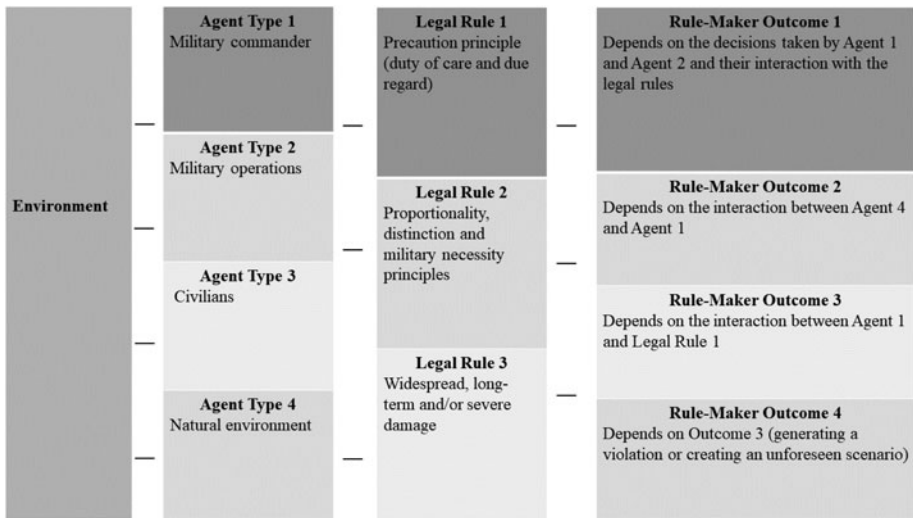 Environment
Agent Type 1
Military commander
Agent Type 2
Military operations
Agent Type 3
Civilians
Agent Type 4
Natural environment
Legal Rule 1
Precaution principle
(duty of care and due
regard)
Legal Rule 2
Proportionality,
distinction and
military necessity
principles
Legal Rule 3
Widespread, long-
term and/or severe
damage
Rule-Maker Outcome 1
Depends on the decisions taken by Agent 1
and Agent 2 and their interaction with the
legal rules
Rule-Maker Outcome 2
Depends on the interaction between Agent 4
and Agent 1
Rule-Maker Outcome 3
Depends on the interaction between Agent 1
and Legal Rule 1
Rule-Maker Outcome 4
Depends on Outcome 3 (generating a
violation or creating an unforeseen scenario)